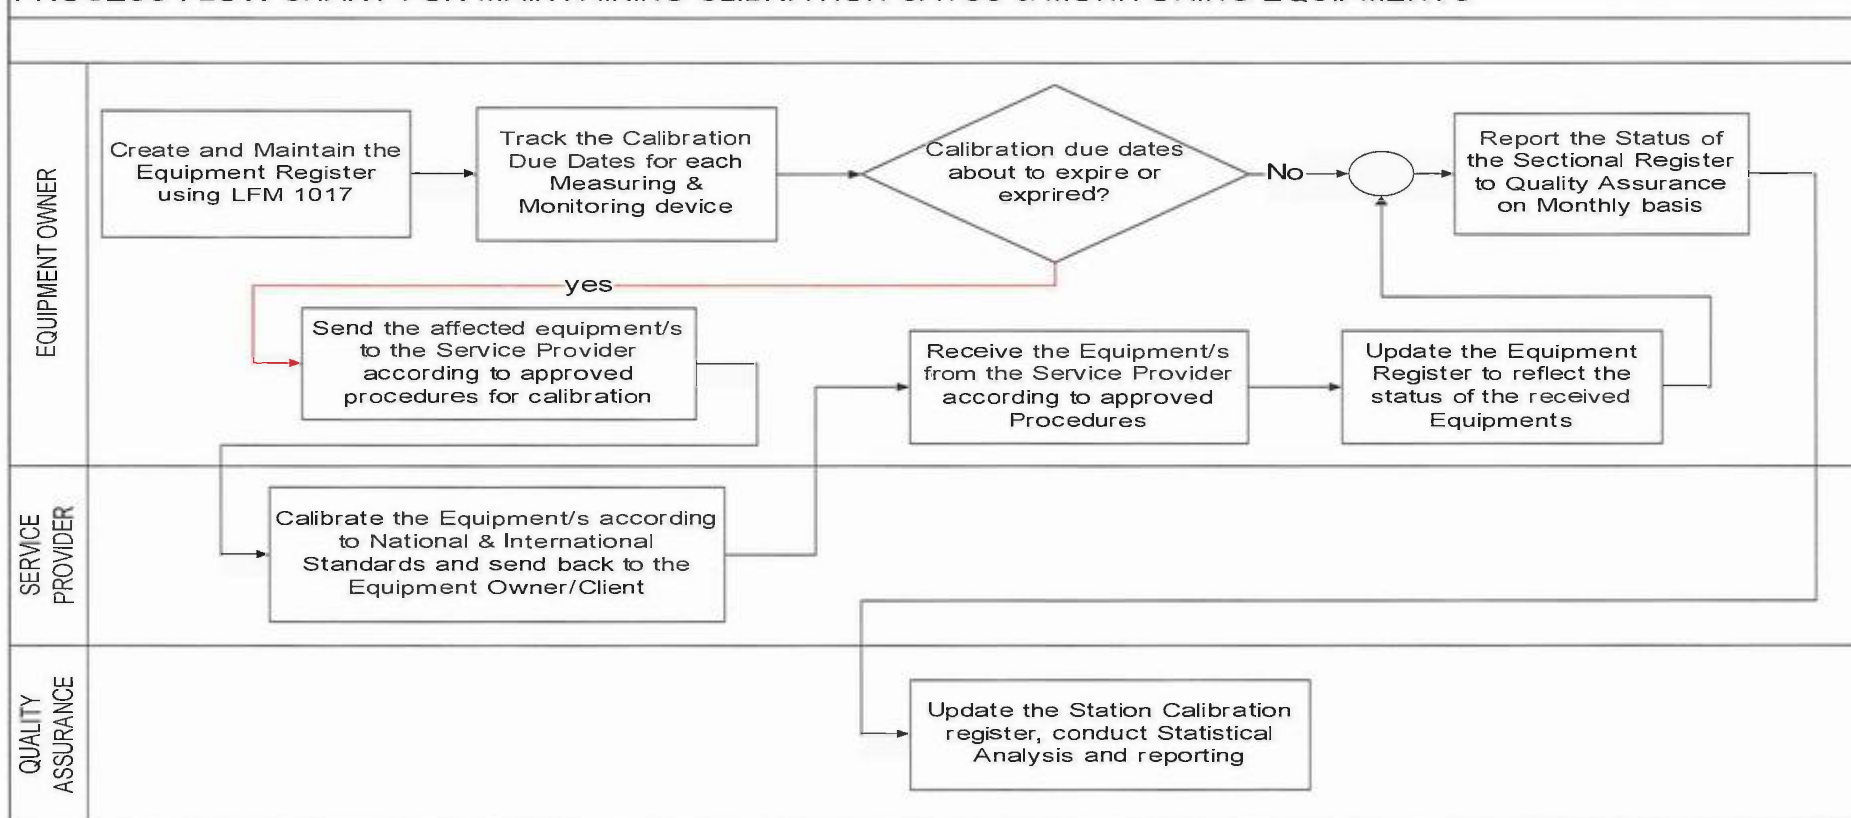 EQUIPMENT OWNER
Create and Maintain the
Equipment Register
using LFM 1017
Track the Calibration
Due Dates for each
Measuring &
Monitoring device
Calibration due dates
about to expire or
exprired?
No
Report the Status of
the Sectional Register
to Quality Assurance
on Monthly basis
yes
Send the affected equipment/s
to the Service Provider
according to approved
procedures for calibration
Receive the Equipment/s
from the Service Provider
according to approved
Procedures
Update the Equipment
Register to reflect the
status of the received
Equipments
SERVICE
PROVIDER
Calibrate the Equipment/s according
to National & International
Standards and send back to the
Equipment Owner/Client
QUALITY
ASSURANCE
Update the Station Calibration
register, conduct Statistical
Analysis and reporting